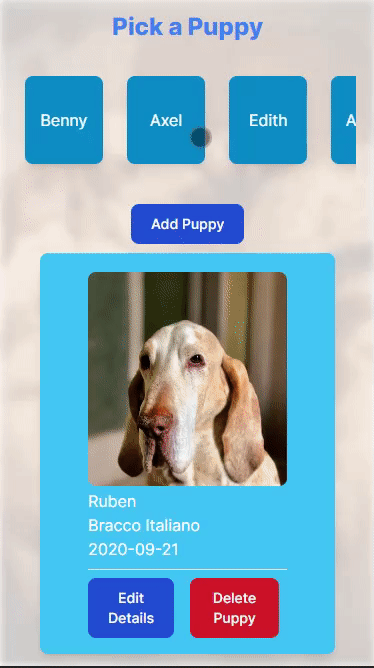 Pick a Puppy
Benny Axel Edith A
Add Puppy
Ruben
Bracco Italiano
2020-09-21
Edit Details
Delete Puppy